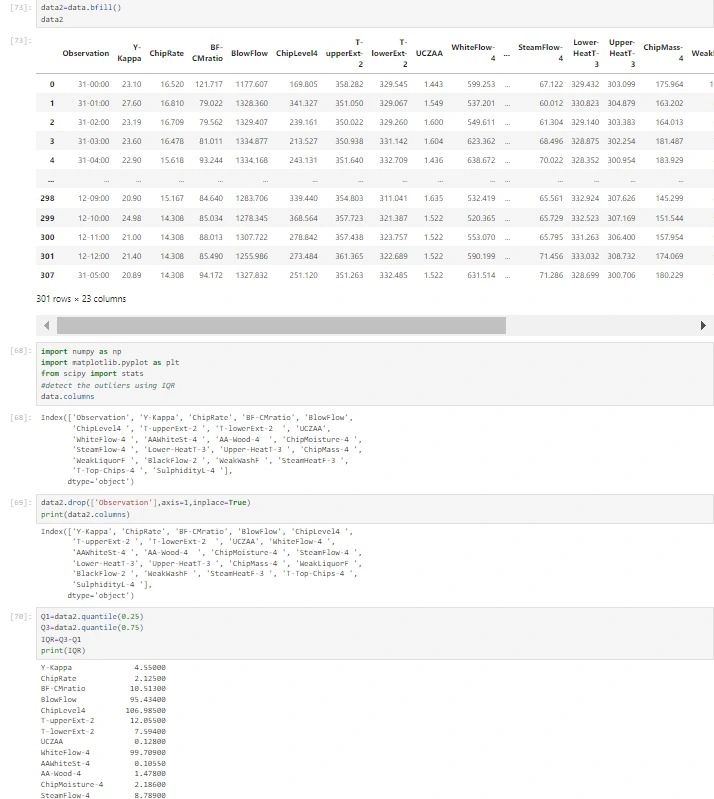 [73]: data2=data.bfill()
data2
[73]: Observation Y-Kappa ChipRate BF-CMratio BlowFlow ChipLevel4 T-upperExt-2 T-lowerExt-2 UCZAA WhiteFlow-4 ... SteamFlow-4 Lower-HeatT-3 Upper-HeatT-3 ChipMass-4 Weak
0 31-00:00 23.10 16.520 121.717 1177.607 169.805 358.282 329.545 1.443 599.253 ... 67.122 329.432 303.099 175.964 1
1 31-01:00 27.60 16.810 79.022 1328.360 341.327 351.050 329.067 1.549 537.201 ... 60.012 330.823 304.879 163.202
2 31-02:00 23.19 16.709 79.562 1329.407 239.161 350.022 329.260 1.600 549.611 ... 61.304 329.140 303.383 164.013
3 31-03:00 23.60 16.478 81.011 1334.877 213.527 350.938 331.142 1.604 623.362 ... 68.496 328.875 302.254 181.487
4 31-04:00 22.90 15.618 93.244 1334.168 243.131 351.640 332.709 1.436 638.672 ... 70.022 328.352 300.954 183.929
... ... ... ... ... ... ... ... ... ... ... ... ... ... ... ...
298 12-09:00 20.90 15.167 84.640 1283.706 339.440 354.803 311.041 1.635 532.419 ... 65.561 332.924 307.626 145.299
299 12-10:00 24.98 14.308 85.034 1278.345 368.564 357.723 321.387 1.522 520.365 ... 65.729 332.523 307.169 151.544
300 12-11:00 21.00 14.308 88.013 1307.722 278.842 357.438 323.757 1.522 553.070 ... 65.795 331.263 306.400 157.954
301 12-12:00 21.40 14.308 85.490 1255.986 273.484 361.365 322.689 1.522 590.199 ... 71.456 333.032 308.732 174.069
307 31-05:00 20.89 14.308 94.172 1327.832 251.120 351.263 332.485 1.522 631.514 ... 71.286 328.699 300.706 180.229
301 rows × 23 columns
[68]: import numpy as np
import matplotlib.pyplot as plt
from scipy import stats
#detect the outliers using IQR
data.columns
[68]: Index(['Observation', 'Y-Kappa', 'ChipRate', 'BF-CMratio', 'BlowFlow',
'ChipLevel4 ', 'T-upperExt-2 ', 'T-lowerExt-2  ', 'UCZAA',
'WhiteFlow-4 ', 'AAWhiteSt-4 ', 'AA-Wood-4  ', 'ChipMoisture-4 ',
'SteamFlow-4 ', 'Lower-HeatT-3', 'Upper-HeatT-3 ', 'ChipMass-4 ',
'WeakLiquorF ', 'BlackFlow-2 ', 'WeakWashF ', 'SteamHeatF-3 ',
'T-Top-Chips-4 ', 'SulphidityL-4 '],
dtype='object')
[69]: data2.drop(['Observation'],axis=1,inplace=True)
print(data2.columns)
Index(['Y-Kappa', 'ChipRate', 'BF-CMratio', 'BlowFlow', 'ChipLevel4 ',
'T-upperExt-2 ', 'T-lowerExt-2  ', 'UCZAA', 'WhiteFlow-4 ',
'AAWhiteSt-4 ', 'AA-Wood-4  ', 'ChipMoisture-4 ', 'SteamFlow-4 ',
'Lower-HeatT-3', 'Upper-HeatT-3 ', 'ChipMass-4 ', 'WeakLiquorF ',
'BlackFlow-2 ', 'WeakWashF ', 'SteamHeatF-3 ', 'T-Top-Chips-4 ',
'SulphidityL-4 '],
dtype='object')
[70]: Q1=data2.quantile(0.25)
Q3=data2.quantile(0.75)
IQR=Q3-Q1
print(IQR)
Y-Kappa 4.55000
ChipRate 2.12500
BF-CMratio 10.51300
BlowFlow 95.43400
ChipLevel4 106.98500
T-upperExt-2 12.05500
T-lowerExt-2 7.59400
UCZAA 0.12800
WhiteFlow-4 99.70900
AAWhiteSt-4 0.10550
AA-Wood-4 1.47800
ChipMoisture-4 2.18600
SteamFlow-4 8.78900